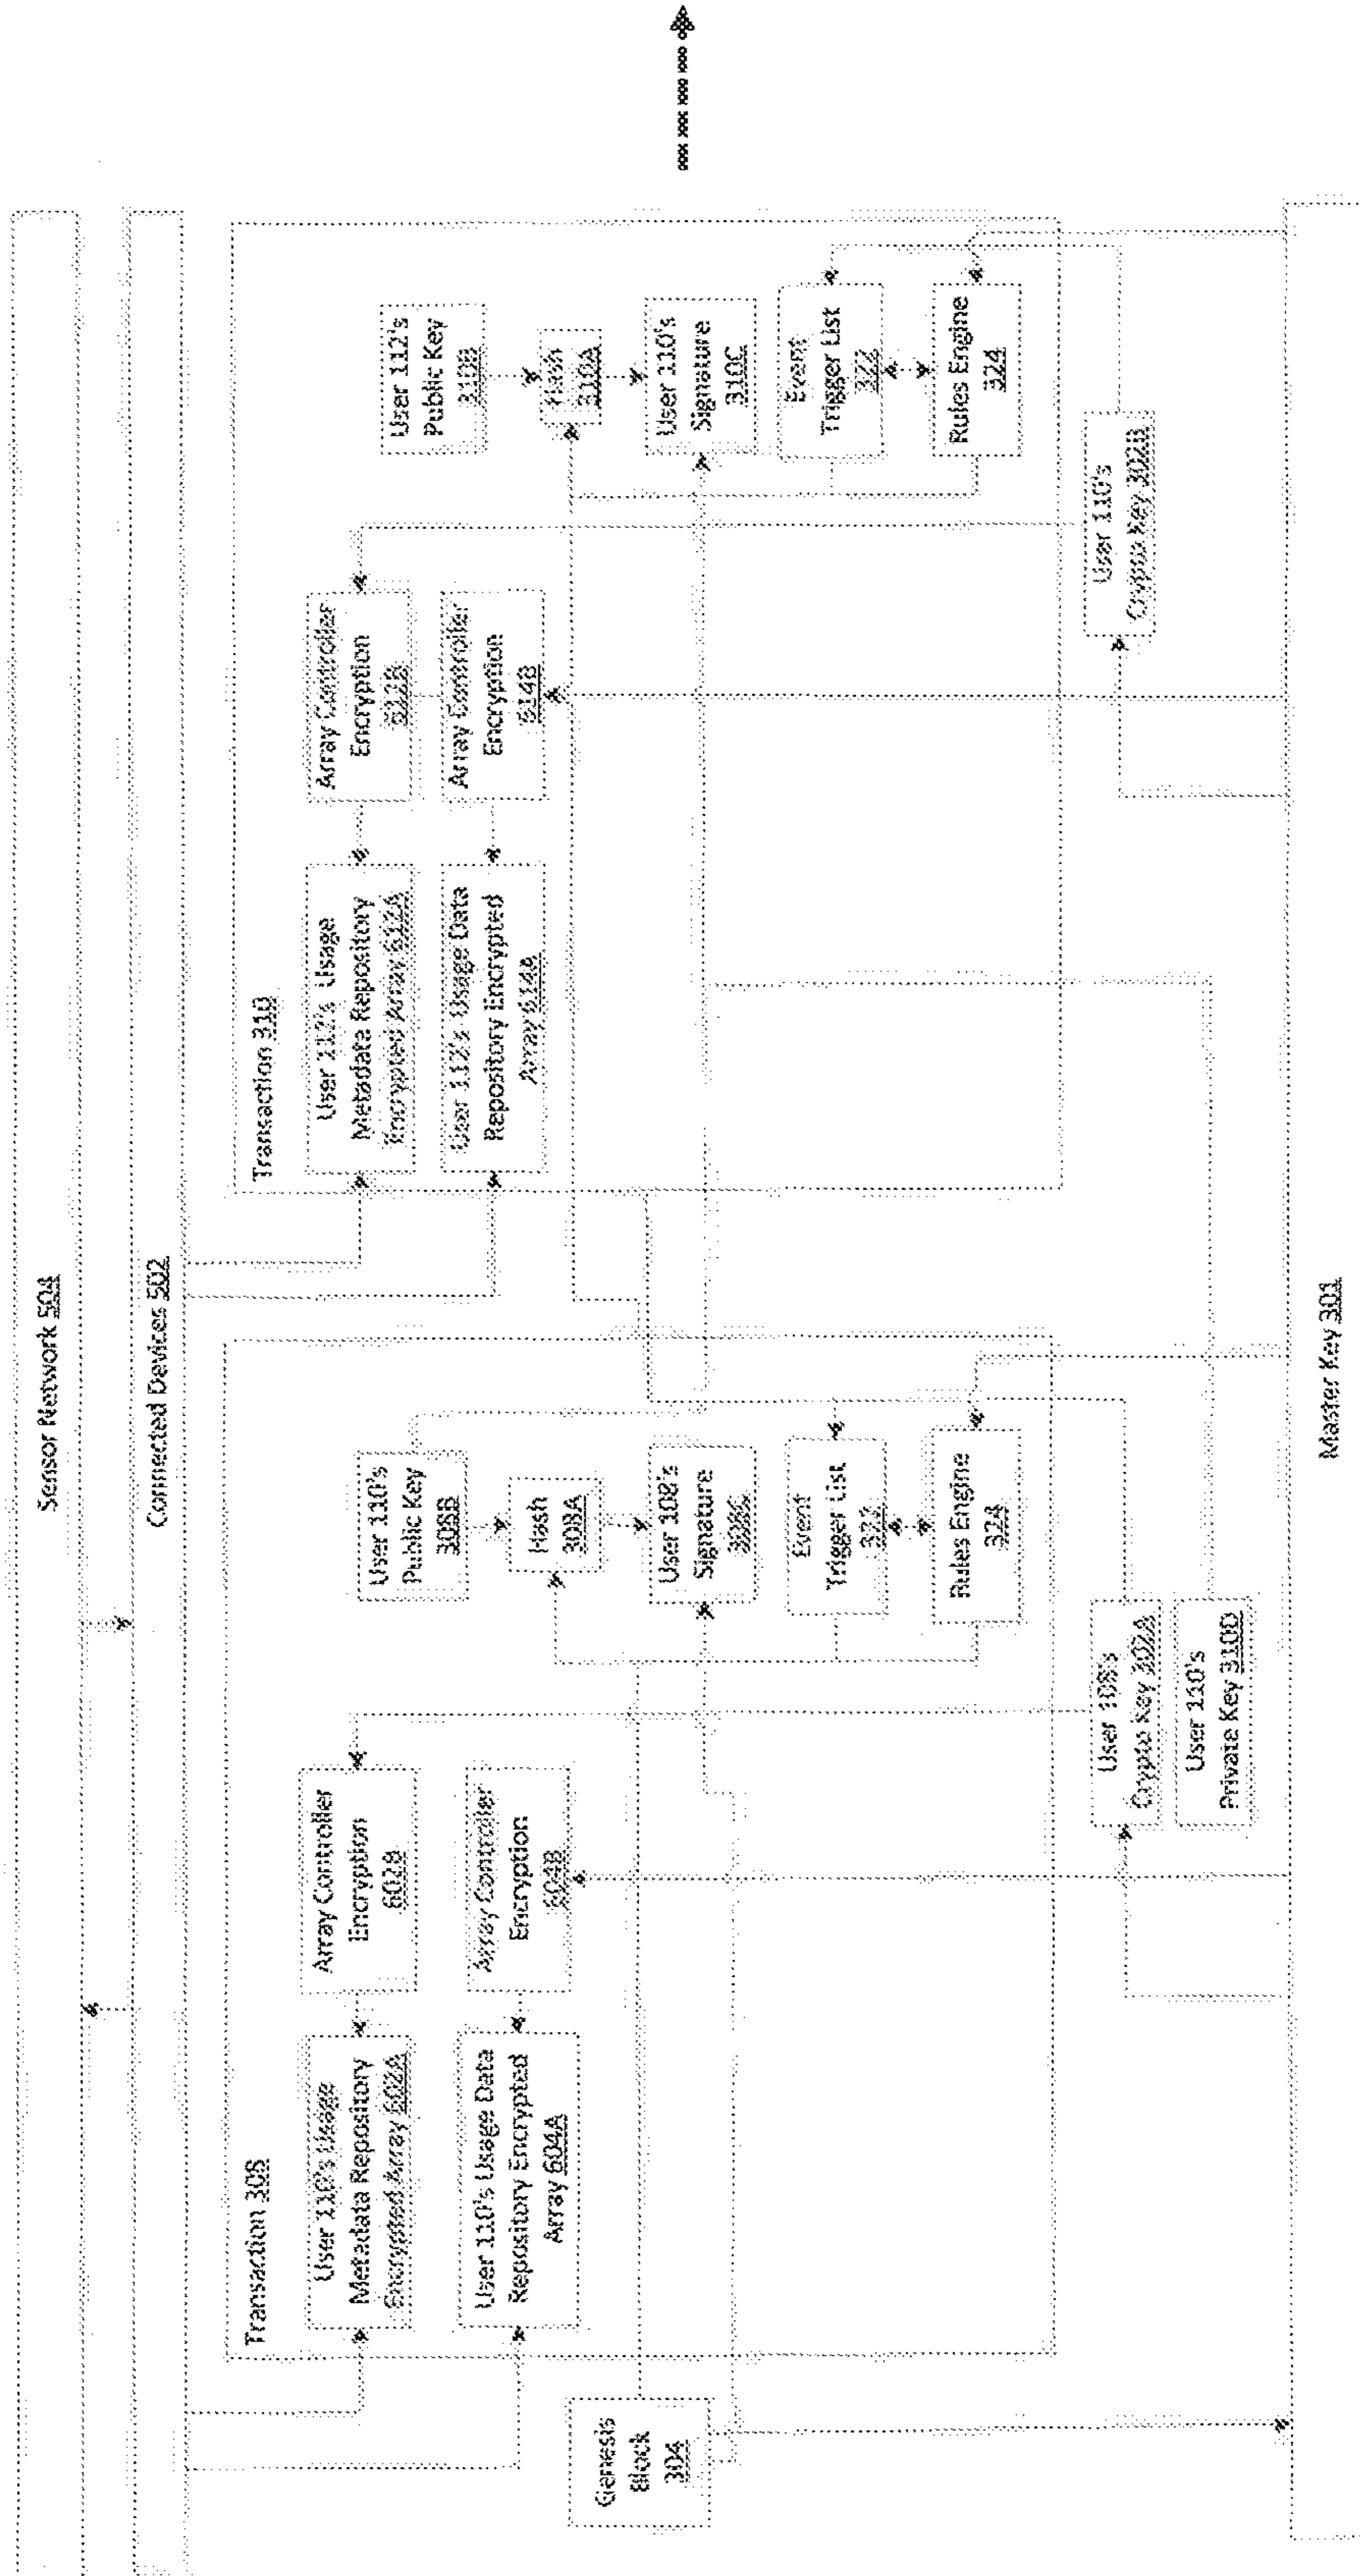 Sensor Network 504
Connected Devices 502
Transaction 308
User 110's Usage
Metadata Repository
Encrypted Array 602A
Array Controller
Encryption
602B
User 110's Usage Data
Repository Encrypted
Array 604A
Array Controller
Encryption
604B
User 110's
Public Key
308B
Hash
308A
User 108's
Signature
308C
Event
Trigger List
322
Rules Engine
324
Genesis
Block
304
User 108's
Crypto Key 302A
User 110's
Private Key 310D
Transaction 310
User 112's Usage
Metadata Repository
Encrypted Array 612A
Array Controller
Encryption
612B
User 112's Usage Data
Repository Encrypted
Array 614A
Array Controller
Encryption
614B
User 112's
Public Key
310B
Hash
310A
User 110's
Signature
310C
Event
Trigger List
322
Rules Engine
324
User 110's
Crypto Key 302B
Master Key 301